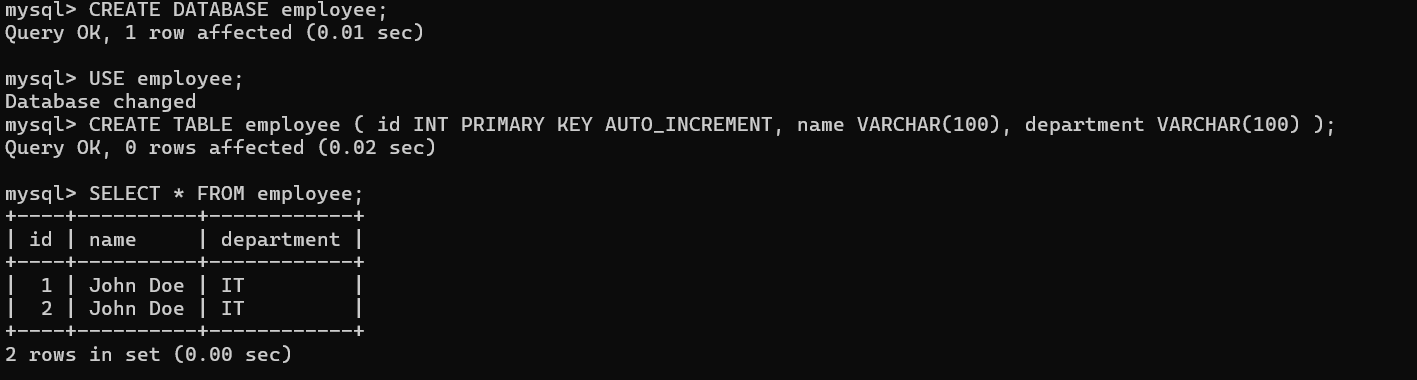 mysql> CREATE DATABASE employee;
Query OK, 1 row affected (0.01 sec)
mysql> USE employee;
Database changed
mysql> CREATE TABLE employee ( id INT PRIMARY KEY AUTO_INCREMENT, name VARCHAR(100), department VARCHAR(100) );
Query OK, 0 rows affected (0.02 sec)
mysql> SELECT * FROM employee;
+----+----------+------------+
| id | name     | department |
+----+----------+------------+
|  1 | John Doe | IT         |
|  2 | John Doe | IT         |
+----+----------+------------+
2 rows in set (0.00 sec)